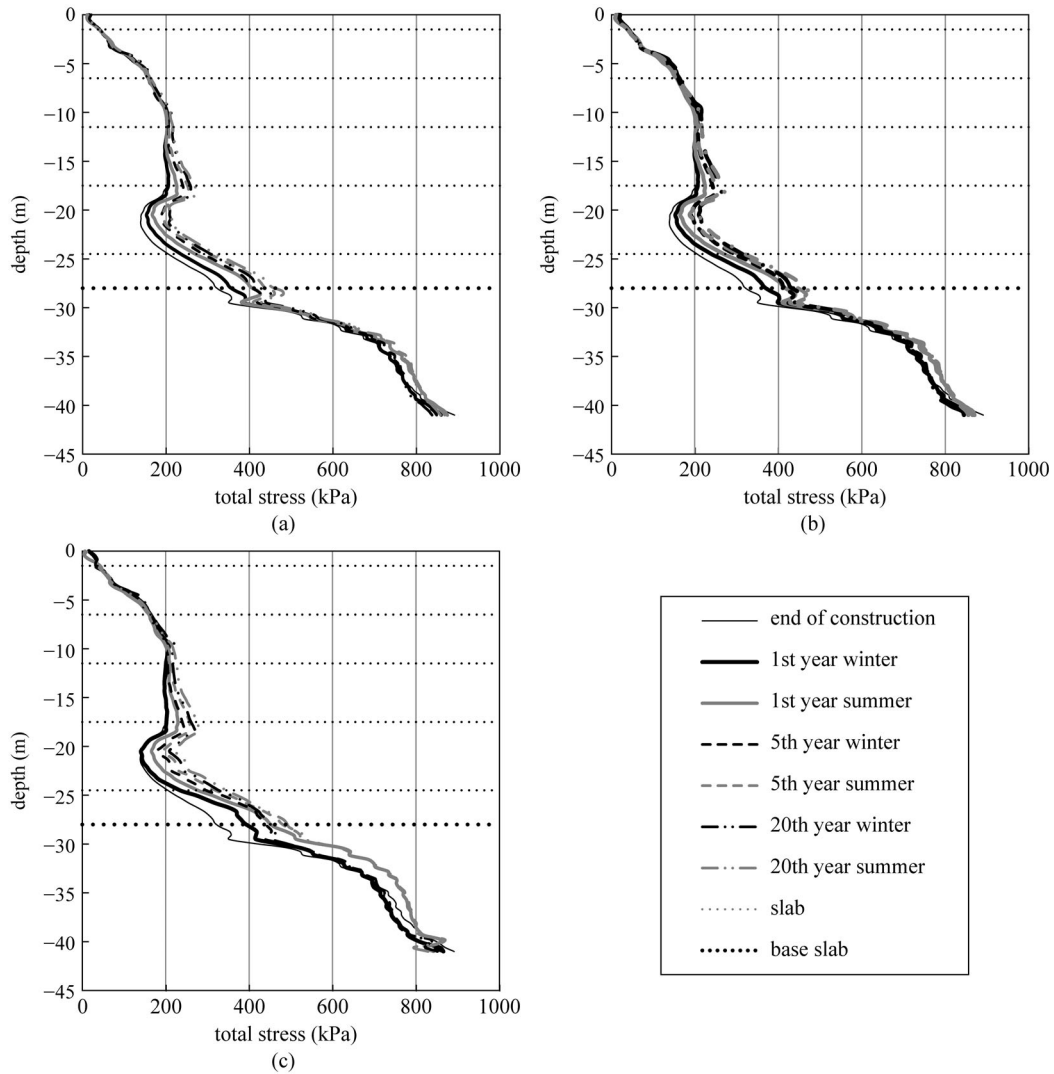 0
−5
−10
−15
−20
−25
−30
−35
−40
−45
depth (m)
0 200 400 600 800 1000
total stress (kPa)
(a)
0
−5
−10
−15
−20
−25
−30
−35
−40
−45
depth (m)
0 200 400 600 800 1000
total stress (kPa)
(b)
0
−5
−10
−15
−20
−25
−30
−35
−40
−45
depth (m)
0 200 400 600 800 1000
total stress (kPa)
(c)
end of construction
1st year winter
1st year summer
5th year winter
5th year summer
20th year winter
20th year summer
slab
base slab